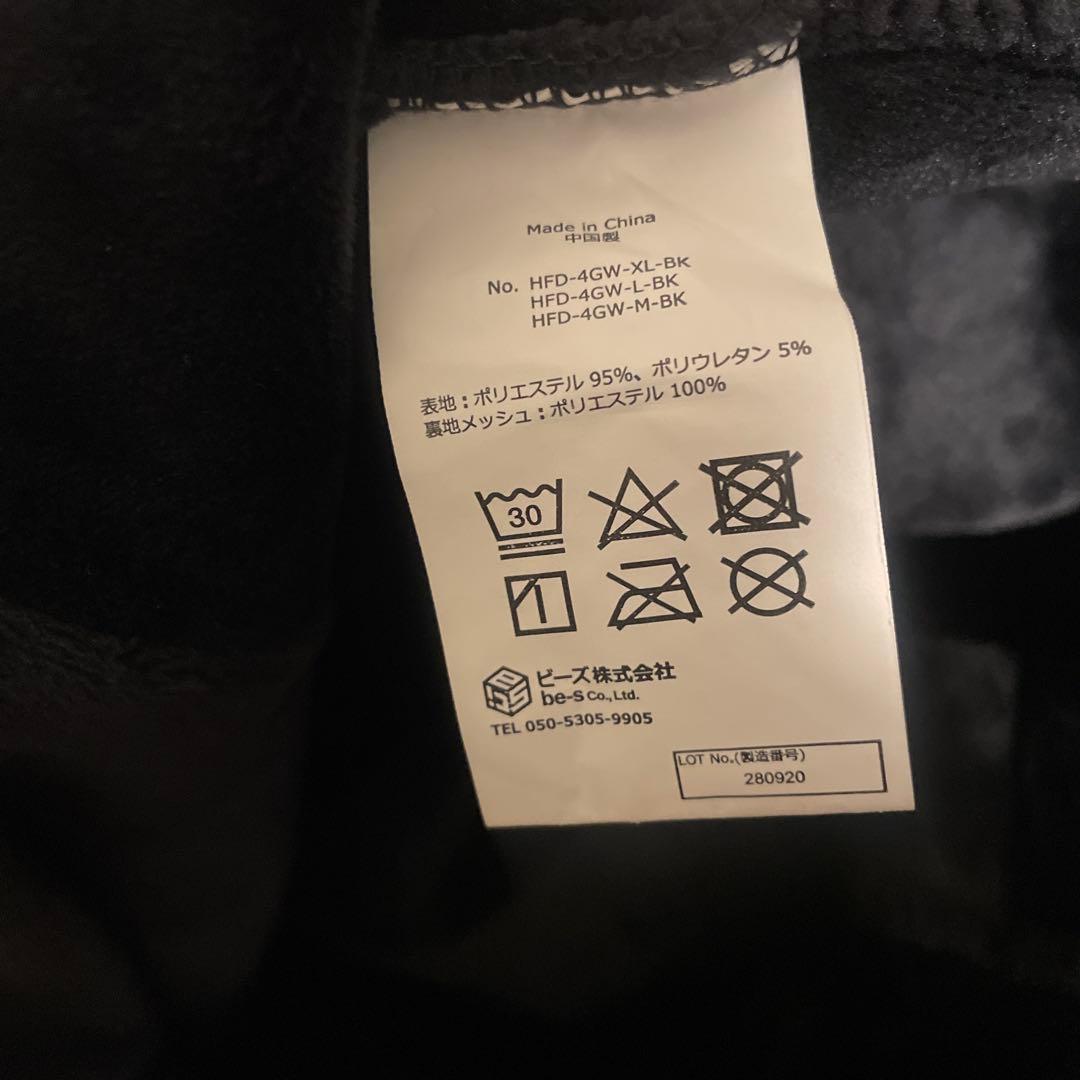 Made in China
中国製
No. HFD-4GW-XL-BK
HFD-4GW-L-BK
HFD-4GW-M-BK
表地：ポリエステル 95%、ポリウレタン 5%
裏地メッシュ：ポリエステル 100%
30
ビーズ株式会社
be-s Co., Ltd.
TEL 050-5305-9905
LOT No.(製造番号)
280920